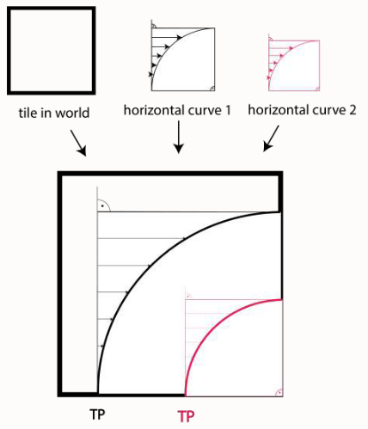 tile in world
horizontal curve 1
horizontal curve 2
TP
TP